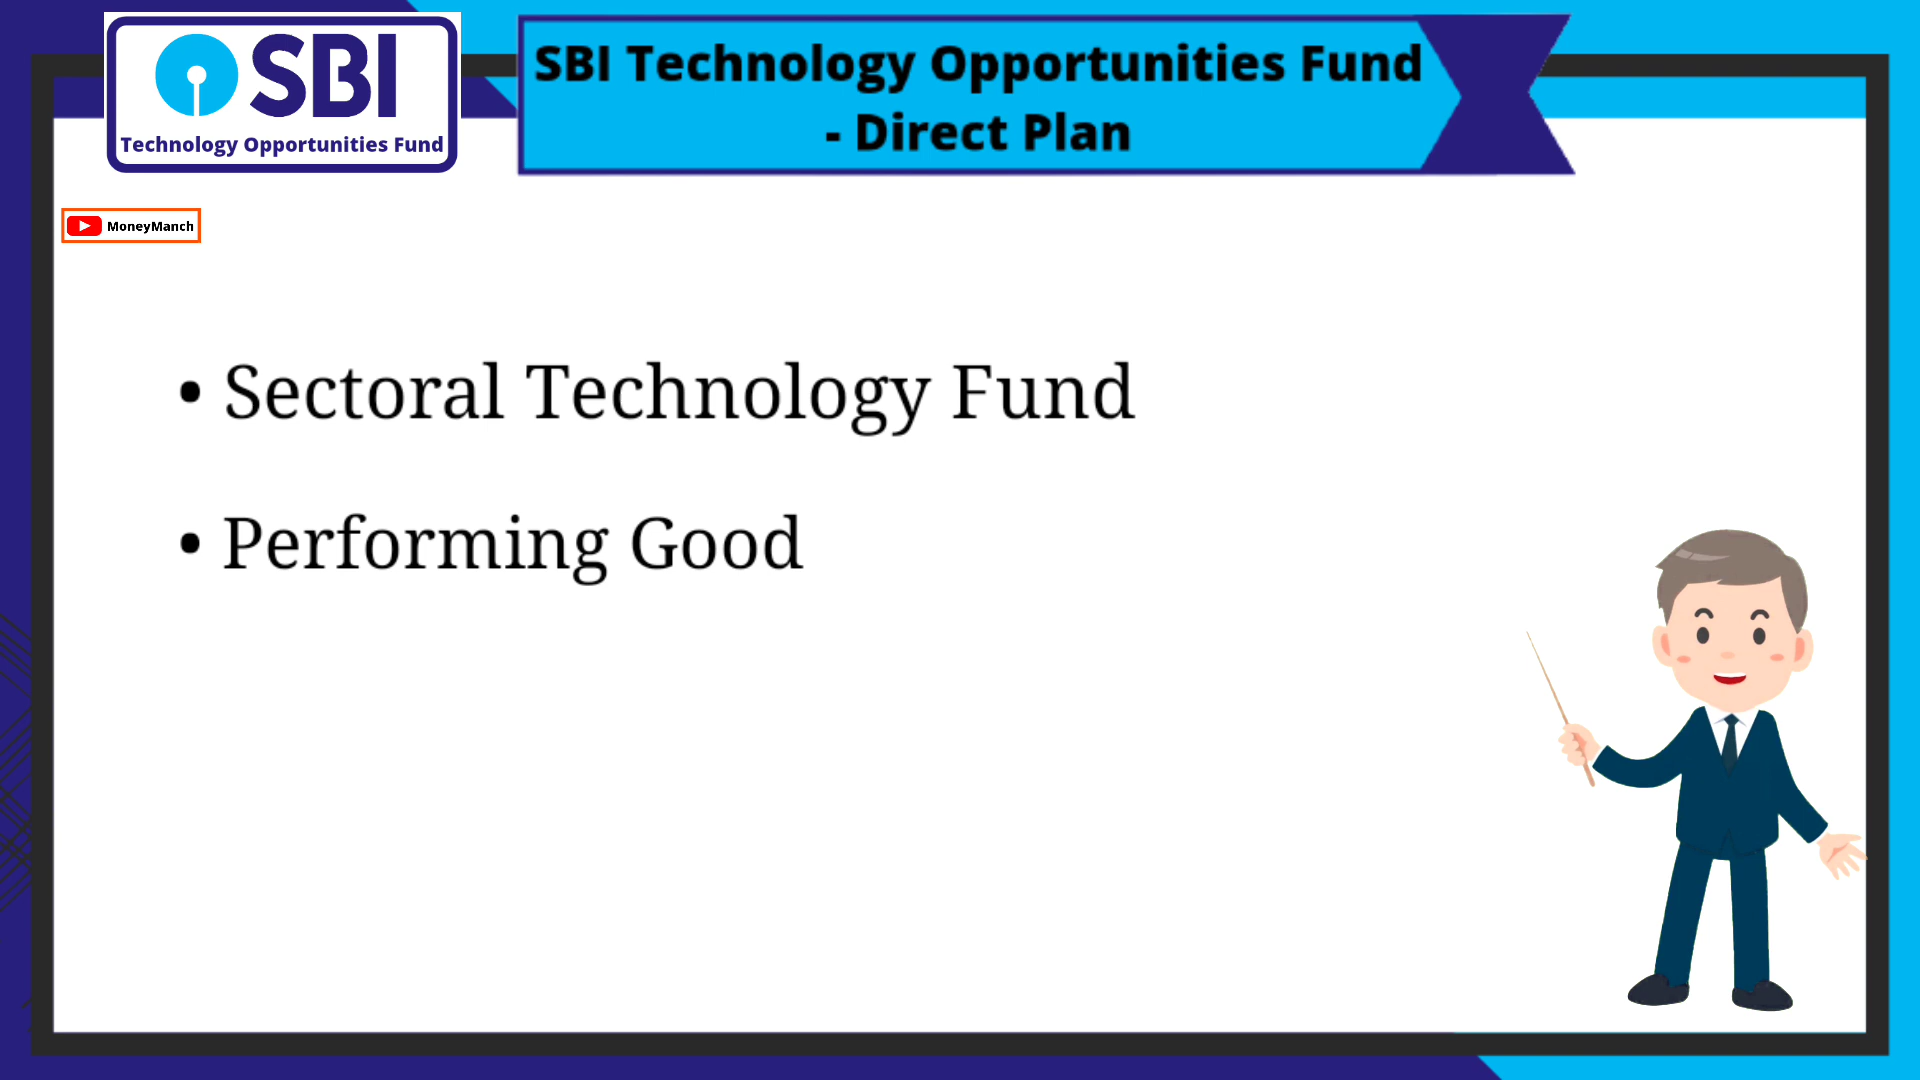 SBI
Technology Opportunities Fund
SBI Technology Opportunities Fund
- Direct Plan
MoneyManch
• Sectoral Technology Fund
• Performing Good